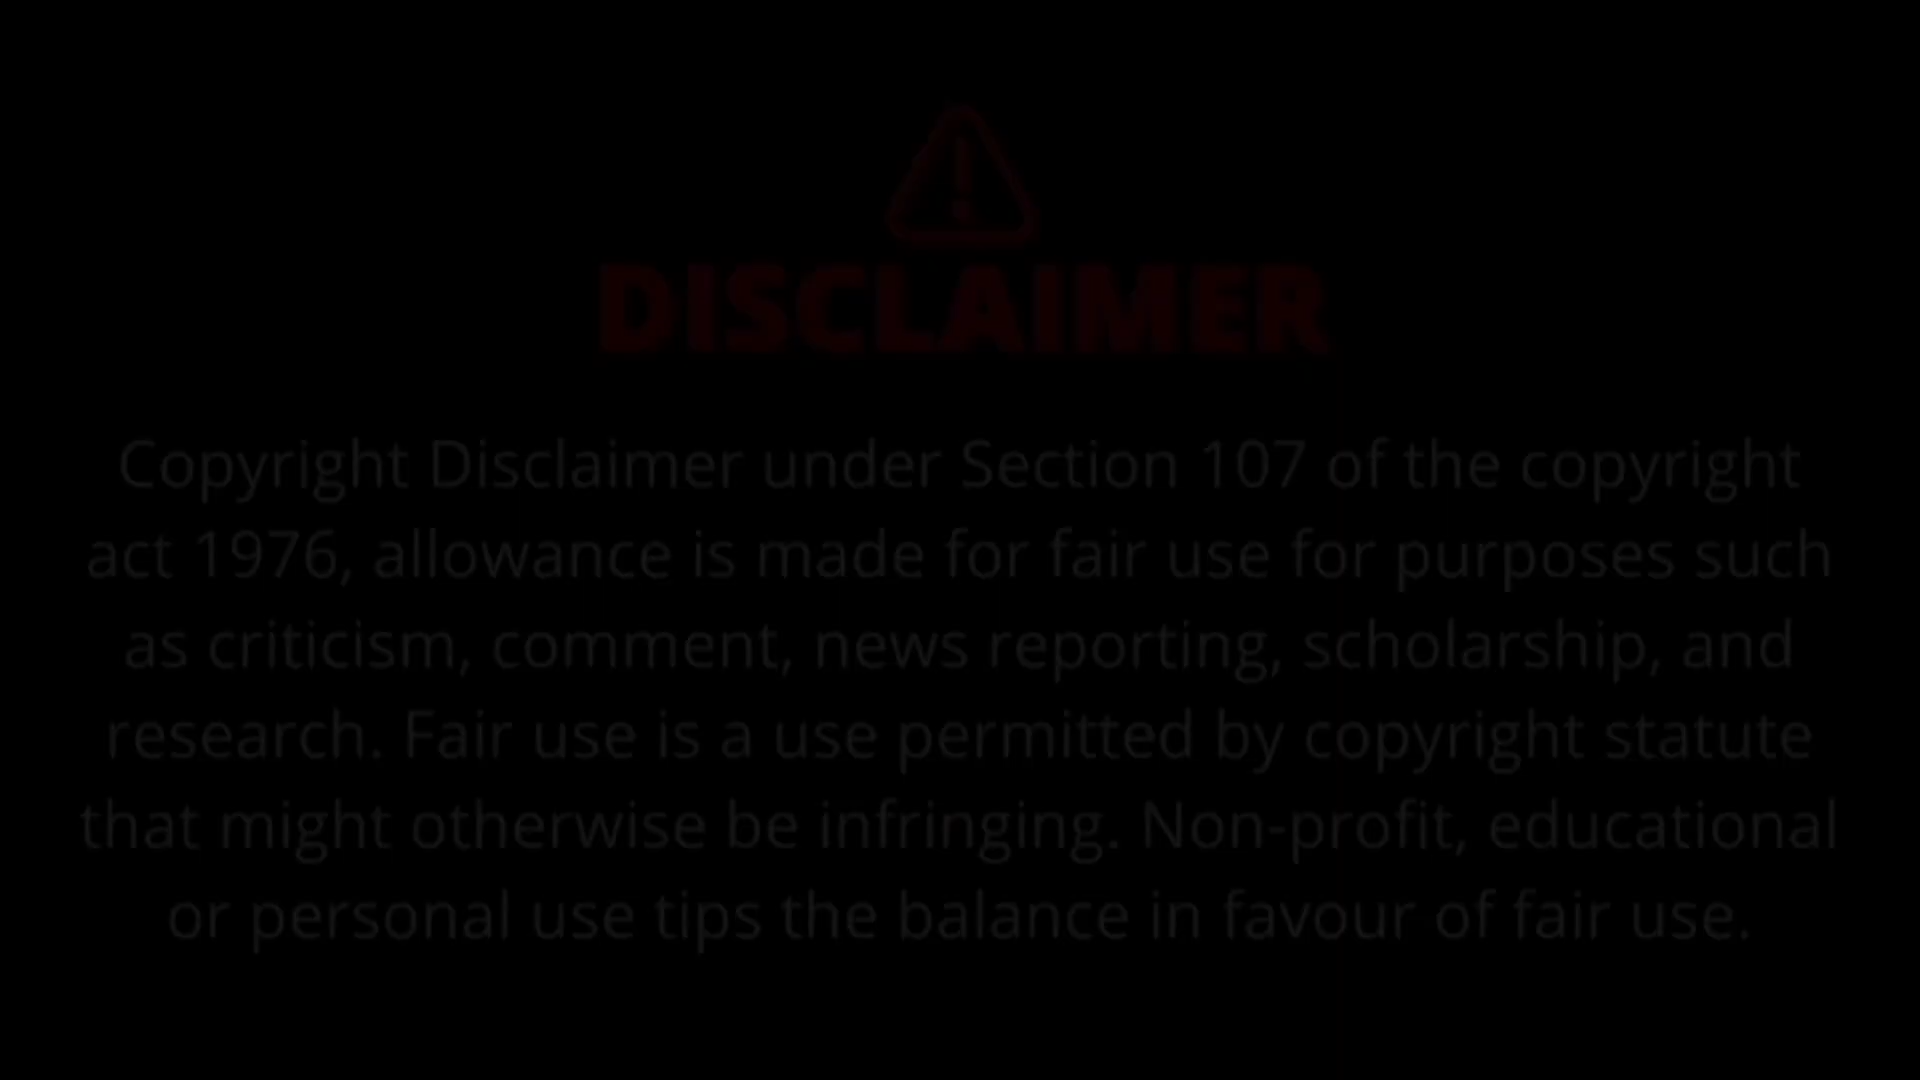 DISCLAIMER
Copyright Disclaimer under Section 107 of the copyright
act 1976, allowance is made for fair use for purposes such
as criticism, comment, news reporting, scholarship, and
research. Fair use is a use permitted by copyright statute
that might otherwise be infringing. Non-profit, educational
or personal use tips the balance in favour of fair use.